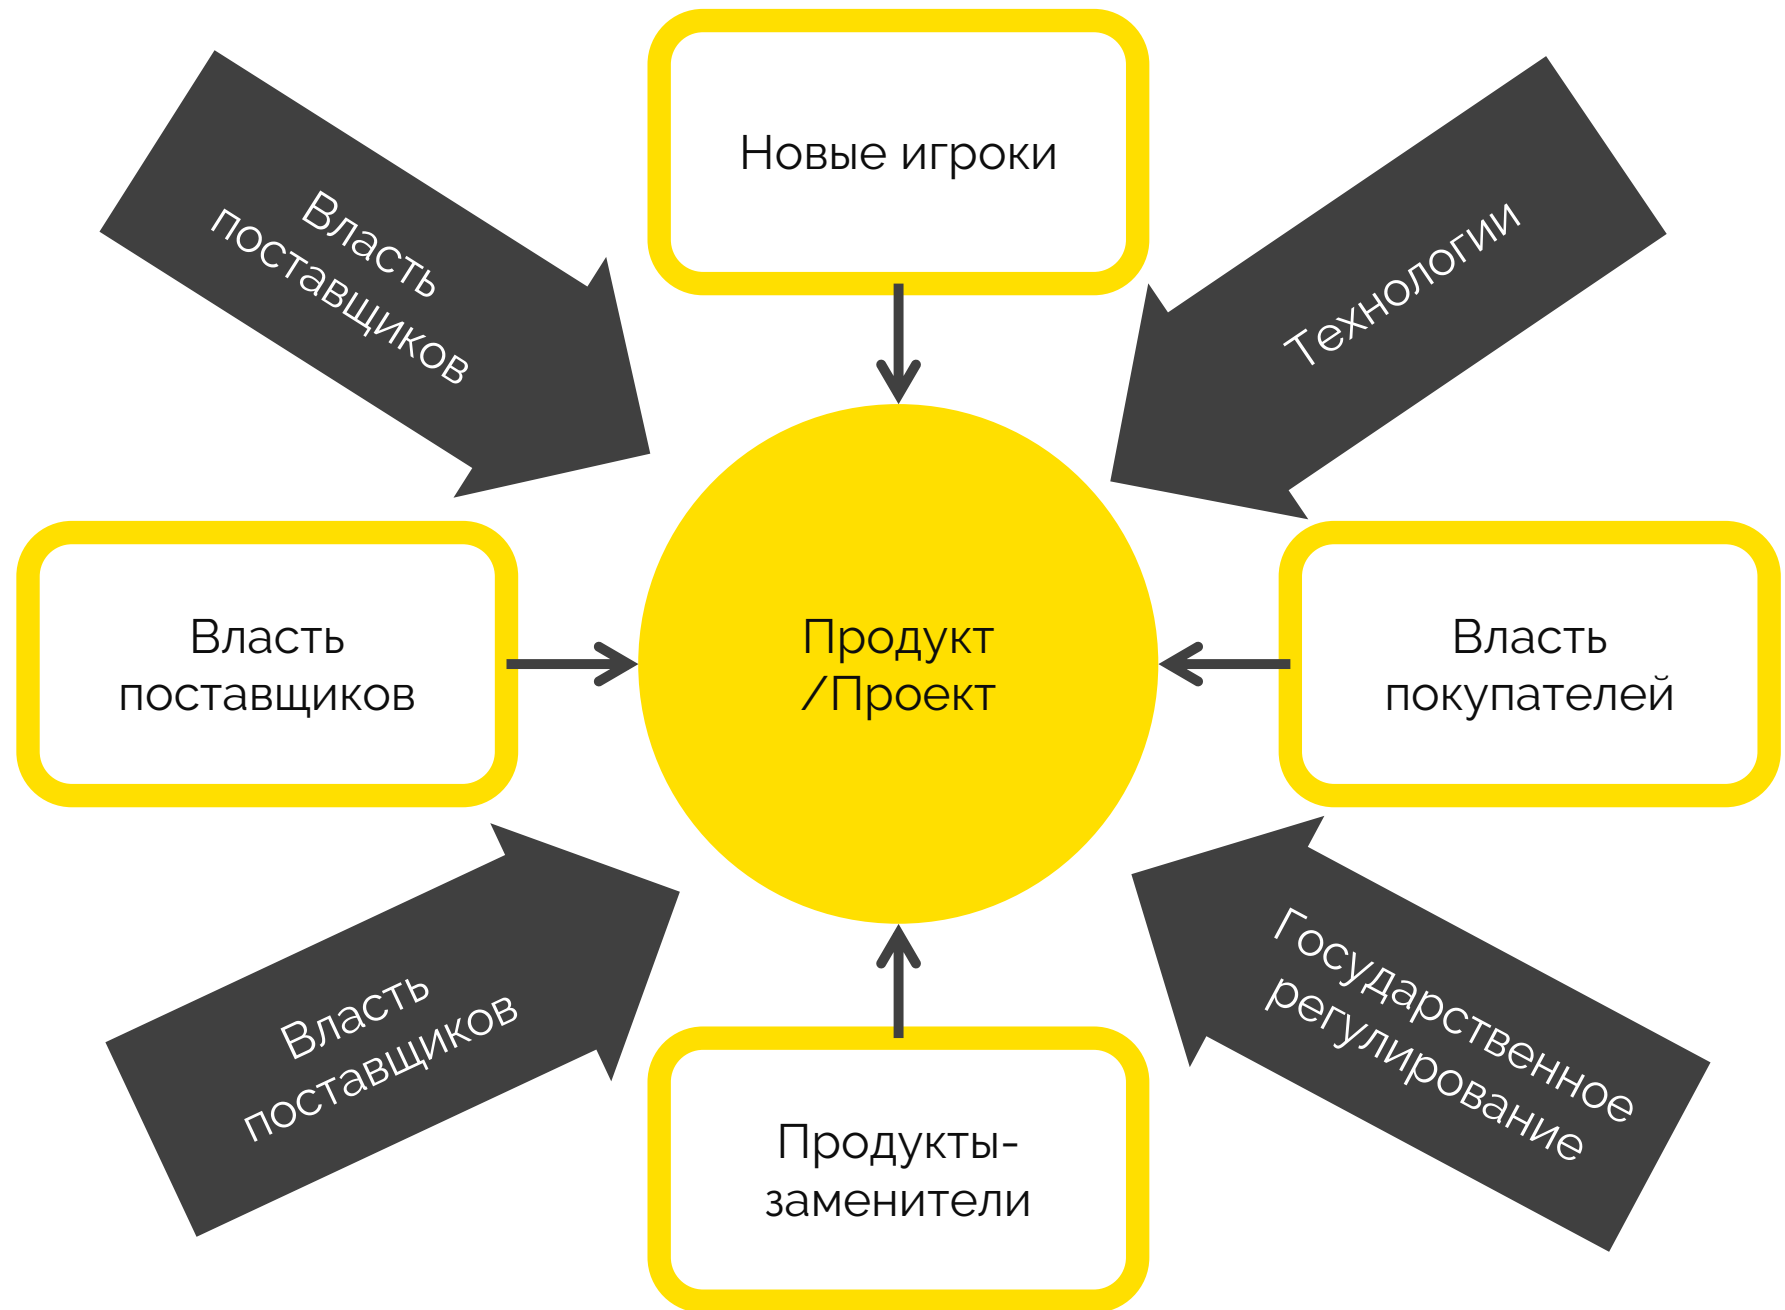 Новые игроки
Власть
поставщиков
Технологии
Власть
поставщиков
Продукт
/Проект
Власть
покупателей
Власть
поставщиков
Государственное
регулирование
Продукты-
заменители